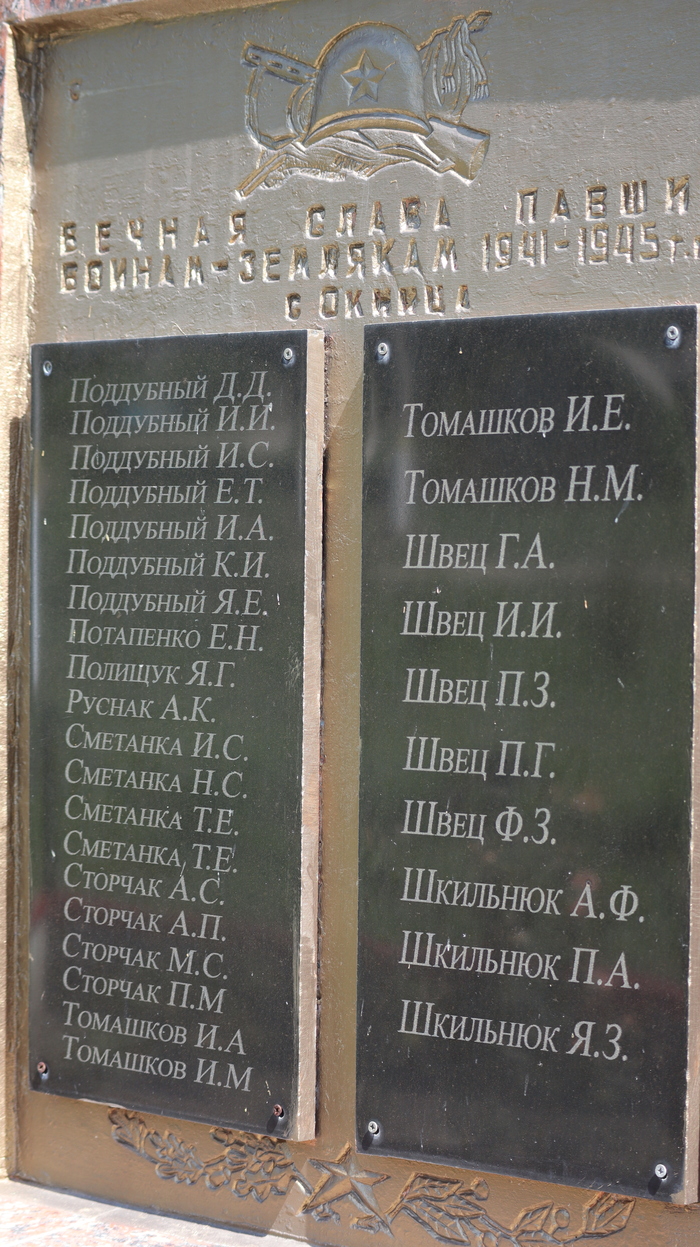 ВЕЧНАЯ СЛАВА ПАВШИ
ВОИНАМ-ЗЕМЛЯКАМ 1941-1945 г.г
с ОКНИЦА
ПОДДУБНЫЙ Д.Д.
ПОДДУБНЫЙ И.И.
ПОДДУБНЫЙ И.С.
ПОДДУБНЫЙ Е.Т.
ПОДДУБНЫЙ И.А.
ПОДДУБНЫЙ К.И.
ПОДДУБНЫЙ Я.Е.
ПОТАПЕНКО Е.Н.
ПОЛИЩУК Я.Г.
РУСНАК А.К.
СМЕТАНКА И.С.
СМЕТАНКА Н.С.
СМЕТАНКА Т.Е.
СМЕТАНКА Т.Е.
СТОРЧАК А.С.
СТОРЧАК А.П.
СТОРЧАК М.С.
СТОРЧАК П.М
ТОМАШКОВ И.А
ТОМАШКОВ И.М
ТОМАШКОВ И.Е.
ТОМАШКОВ Н.М.
ШВЕЦ Г.А.
ШВЕЦ И.И.
ШВЕЦ П.З.
ШВЕЦ П.Г.
ШВЕЦ Ф.З.
ШКИЛЬНЮК А.Ф.
ШКИЛЬНЮК П.А.
ШКИЛЬНЮК Я.З.